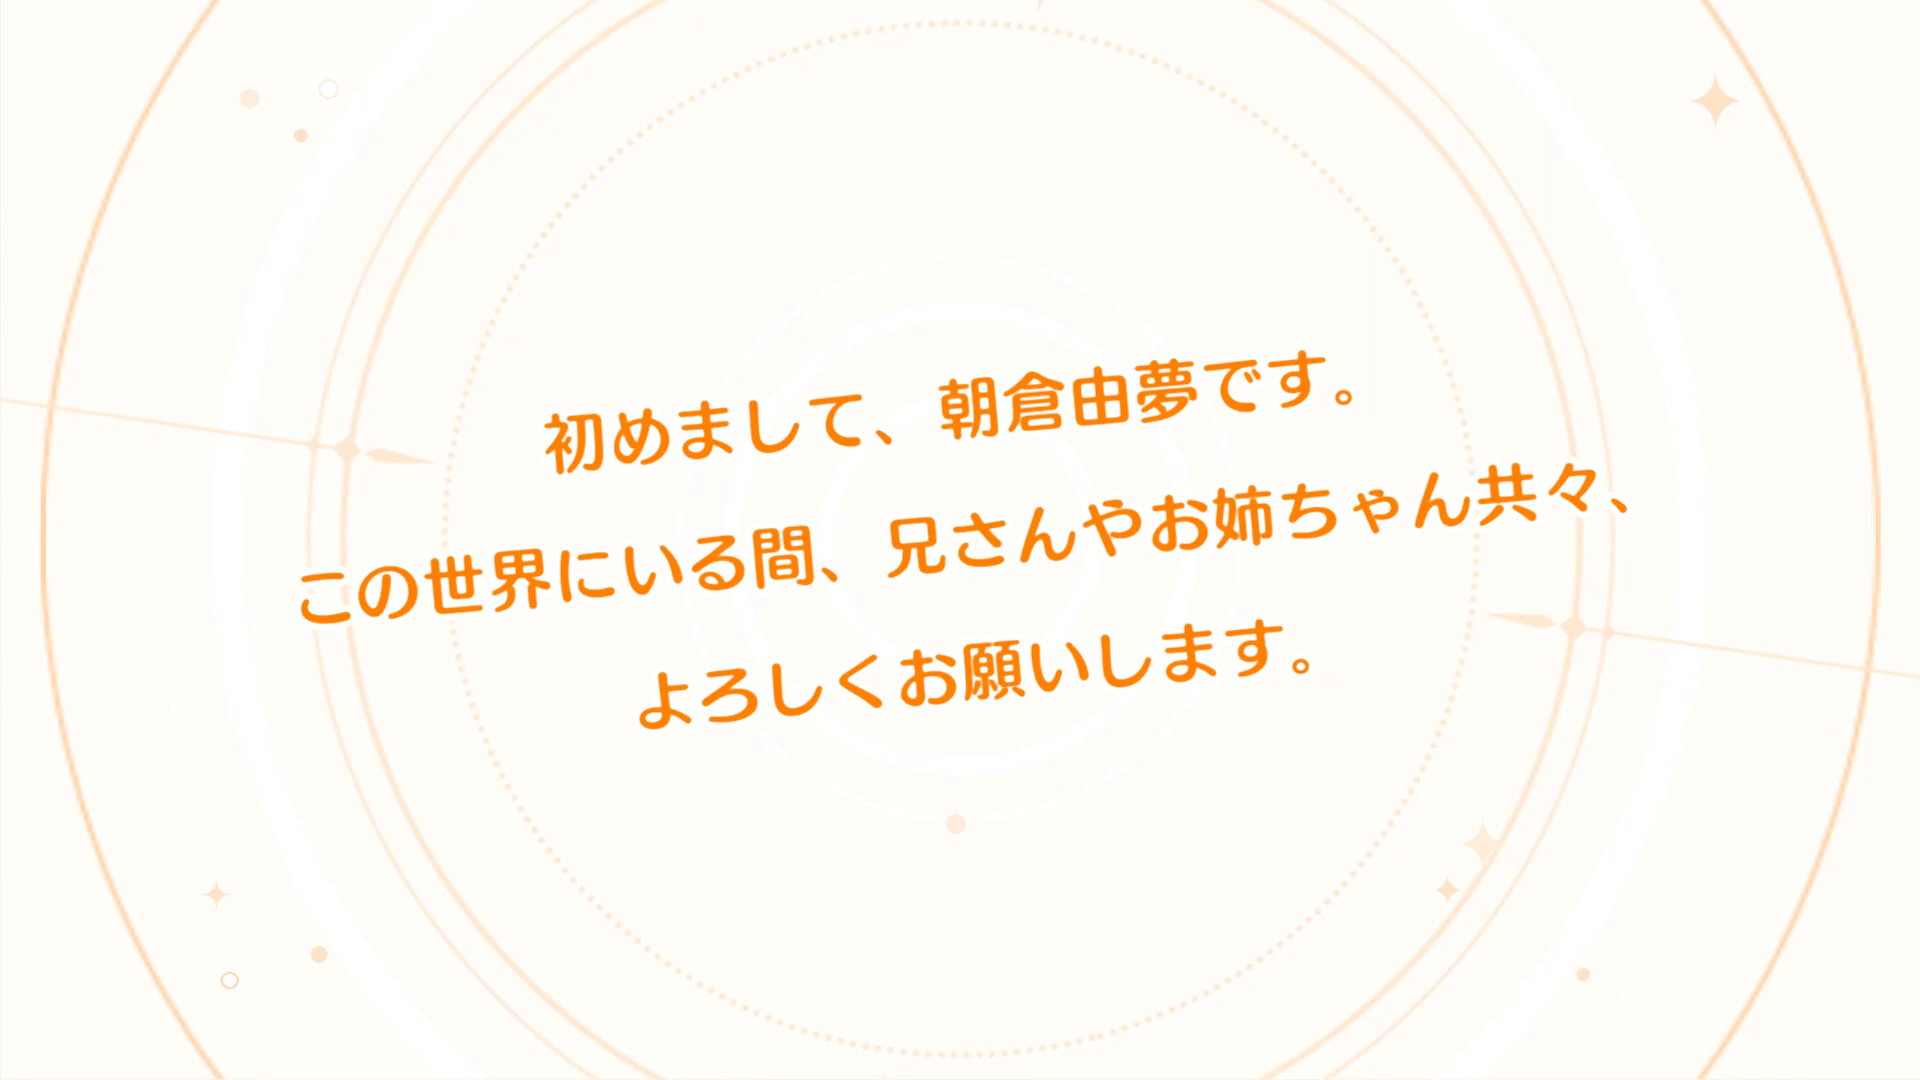 初めまして、朝倉由夢です。
この世界にいる間、兄さんやお姉ちゃん共々、
よろしくお願いします。